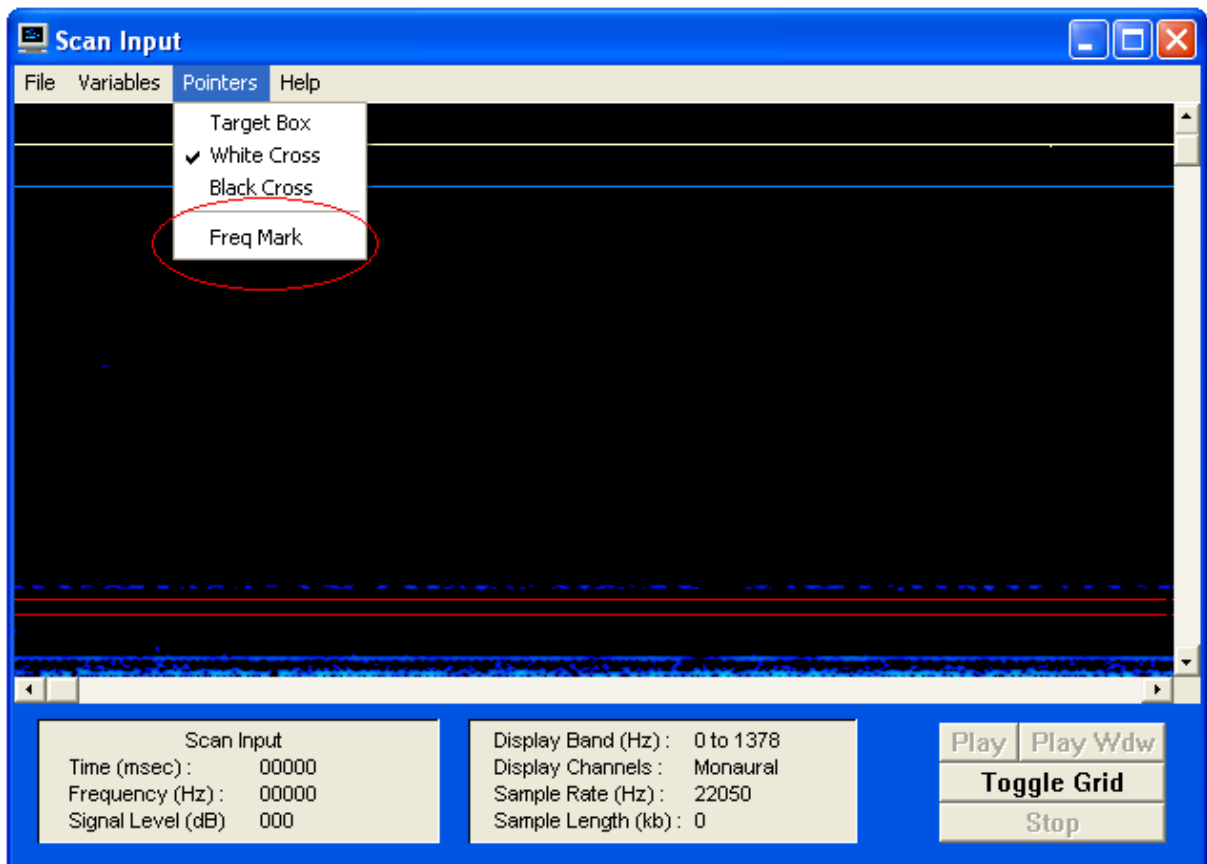 Scan Input
File Variables Pointers Help
Target Box
White Cross
Black Cross
Freq Mark
Scan Input
Time (msec) : 00000
Frequency (Hz) : 00000
Signal Level (dB) 000
Display Band (Hz) : 0 to 1378
Display Channels : Monaural
Sample Rate (Hz) : 22050
Sample Length (kb) : 0
Play Play Wdw
Toggle Grid
Stop